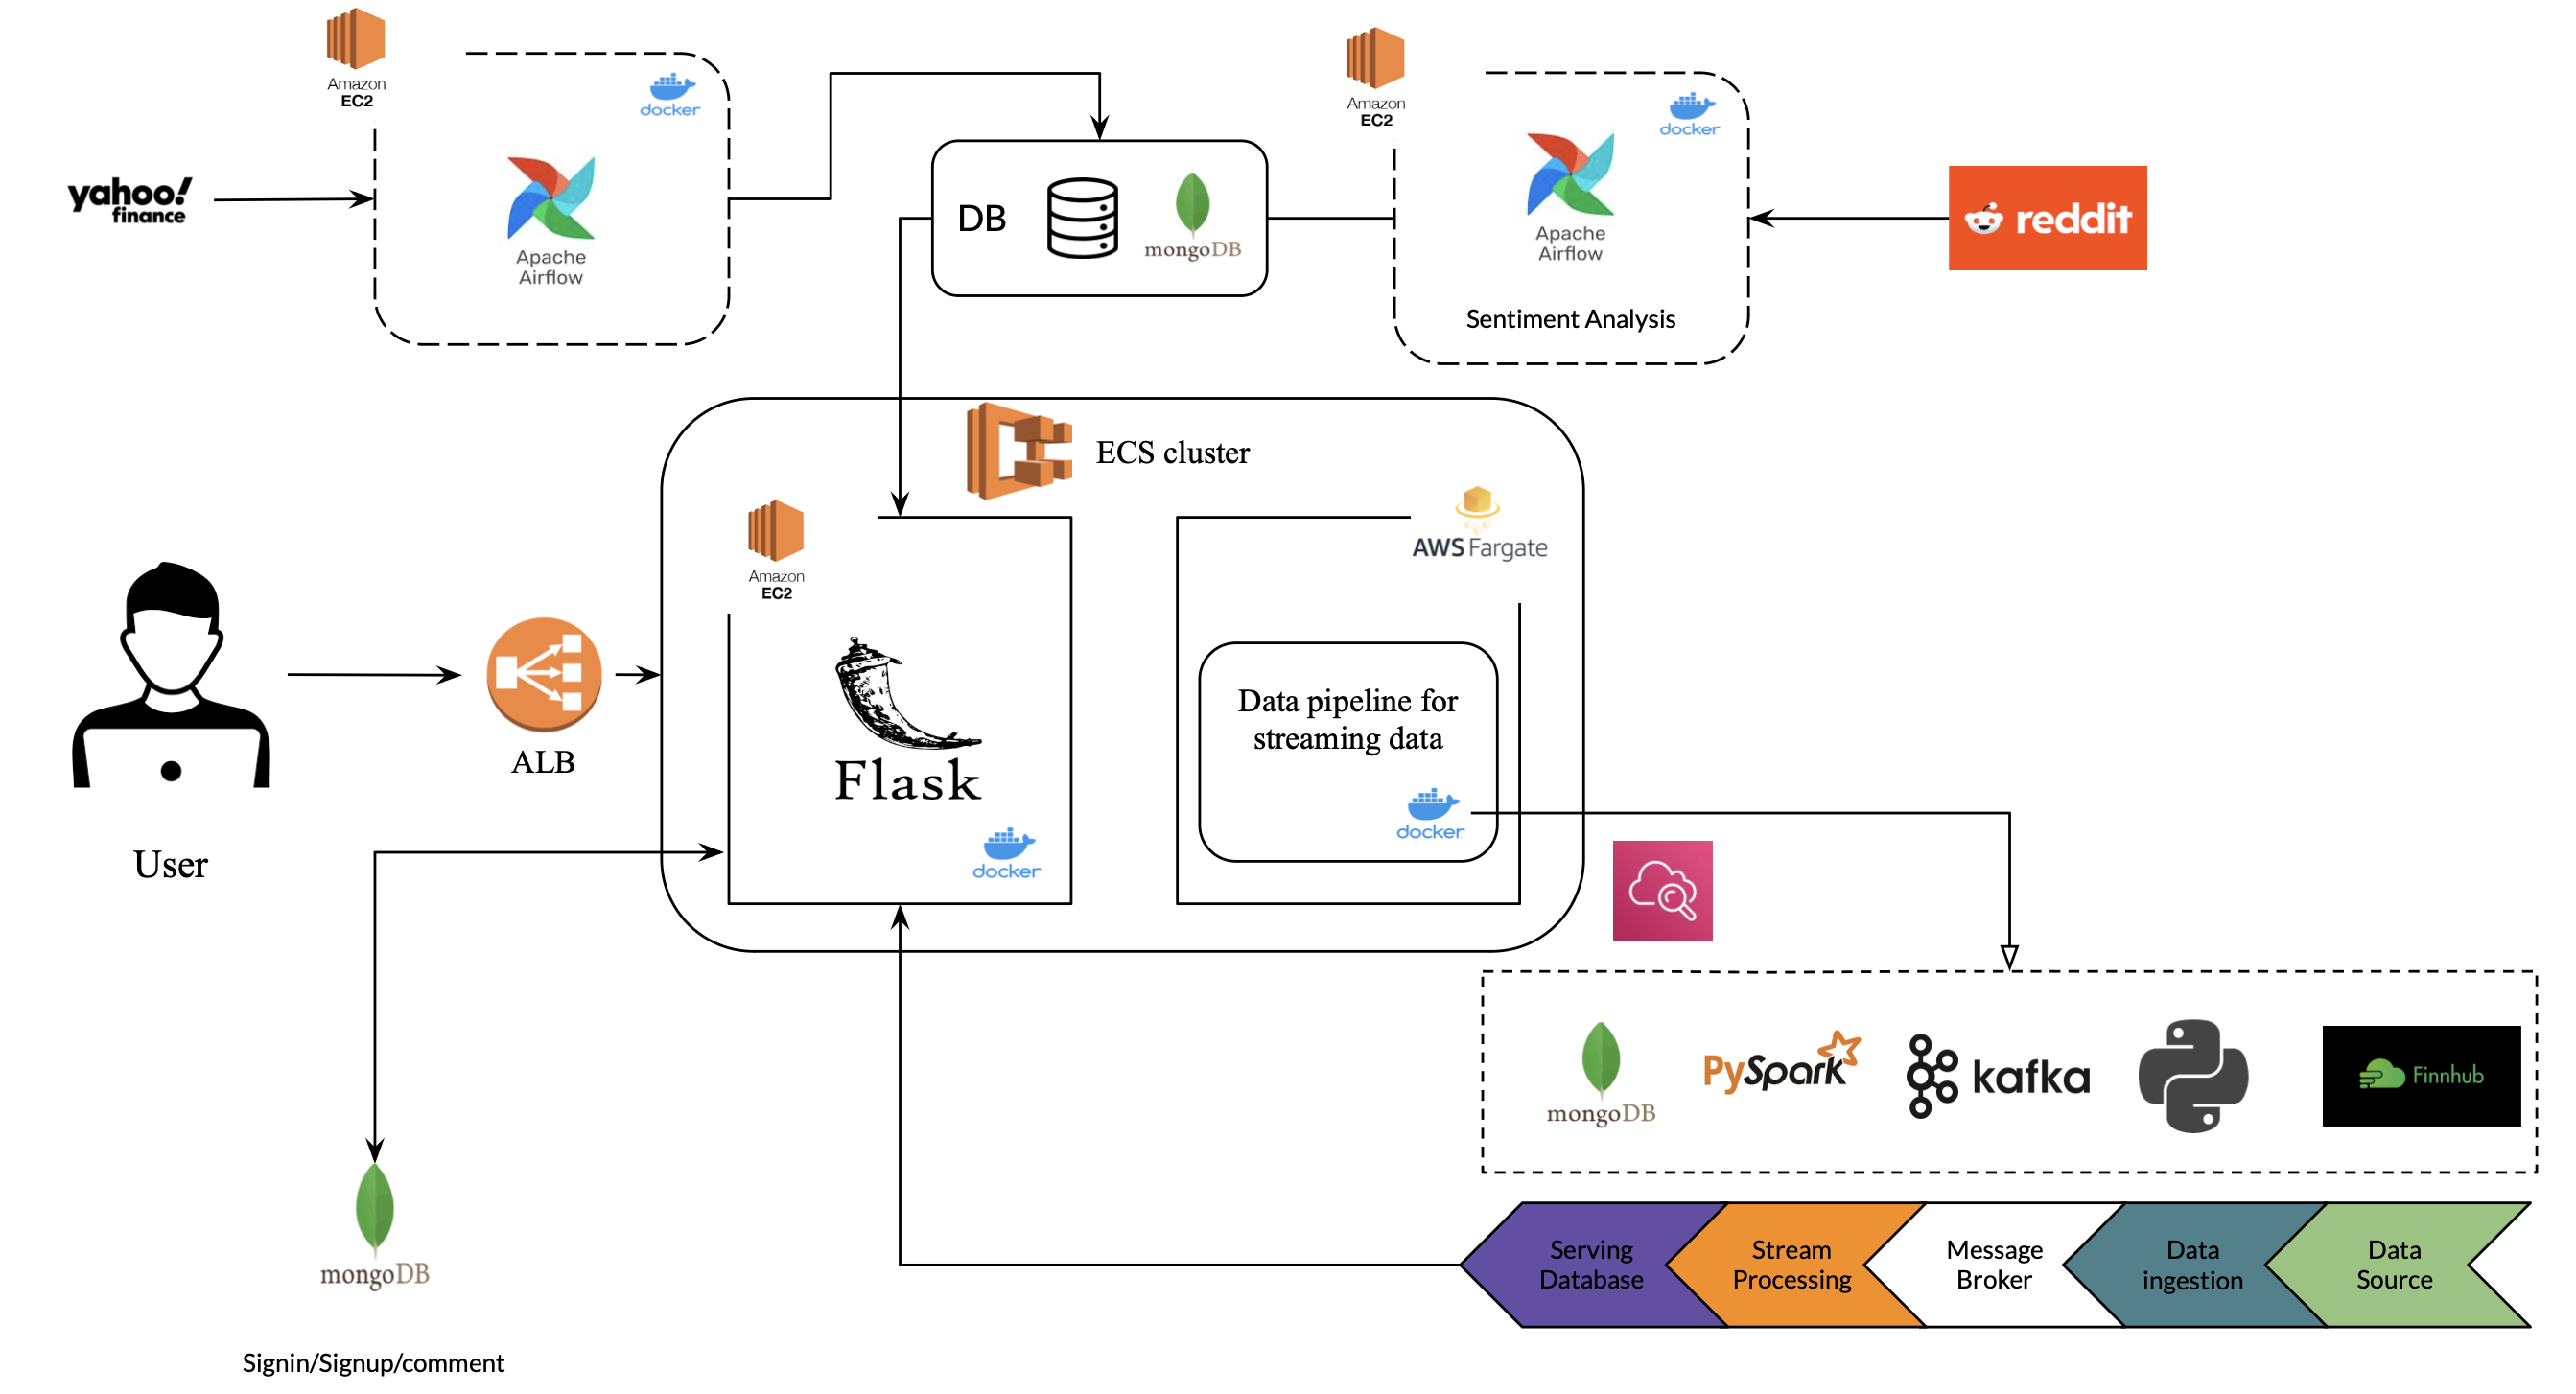 Amazon
EC2
docker
yahoo!
finance
Apache
Airflow
DB
mongoDB
Amazon
EC2
docker
Apache
Airflow
Sentiment Analysis
reddit
ECS cluster
Amazon
EC2
AWS Fargate
Flask
docker
Data pipeline for
streaming data
docker
User
ALB
mongoDB
PySpark
kafka
Finnhub
Serving
Database
Stream
Processing
Message
Broker
Data
ingestion
Data
Source
mongoDB
Signin/Signup/comment